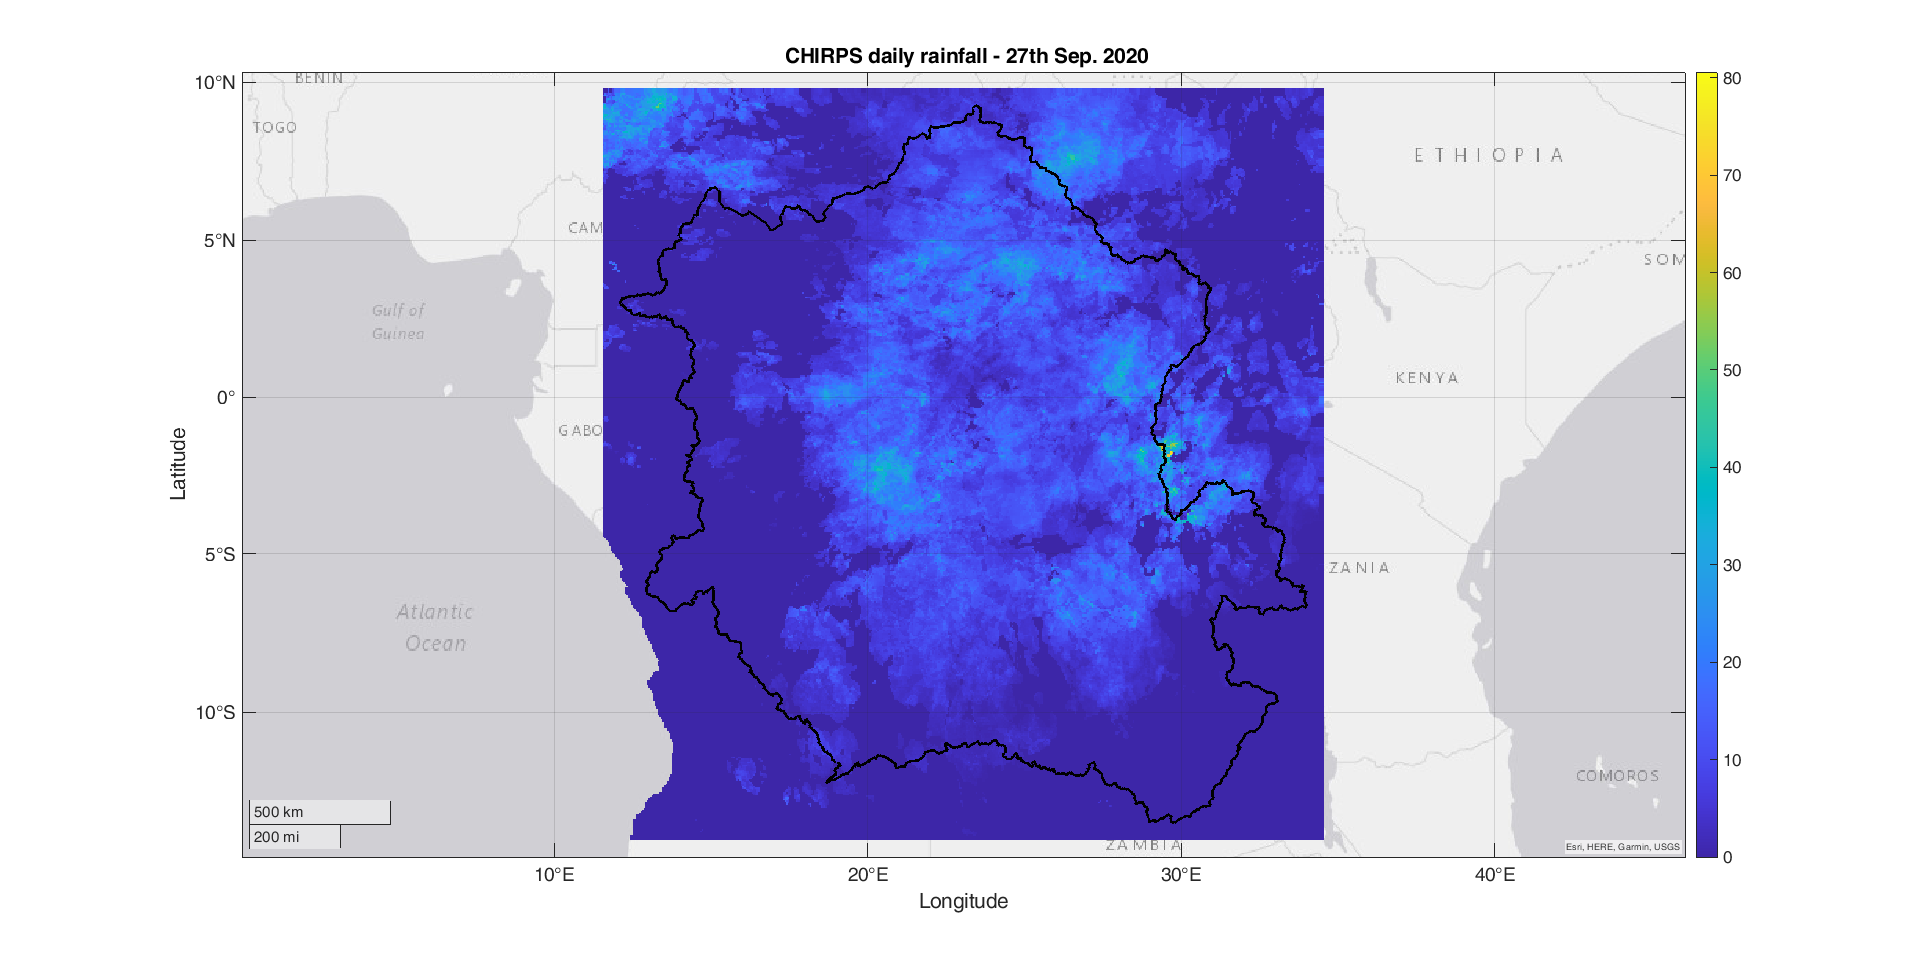 CHIRPS daily rainfall - 27th Sep. 2020
10°N
5°N
0°
5°S
10°S
Latitude
BENIN
TOGO
CAM
Gulf of
Guinea
GABO
Atlantic
Ocean
ETHIOPIA
SOM
KENYA
ZANIA
COMOROS
ZAMBIA
500 km
200 mi
Esri, HERE, Garmin, USGS
10°E
20°E
30°E
40°E
Longitude
80
70
60
50
40
30
20
10
0